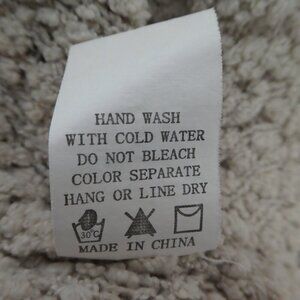 HAND WASH
WITH COLD WATER
DO NOT BLEACH
COLOR SEPARATE
HANG OR LINE DRY
30°C
MADE IN CHINA